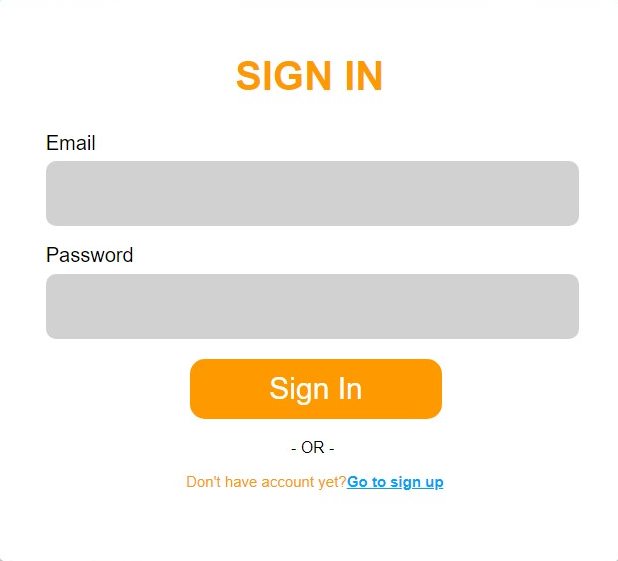 SIGN IN
Email
Password
Sign In
- OR -
Don't have account yet?Go to sign up